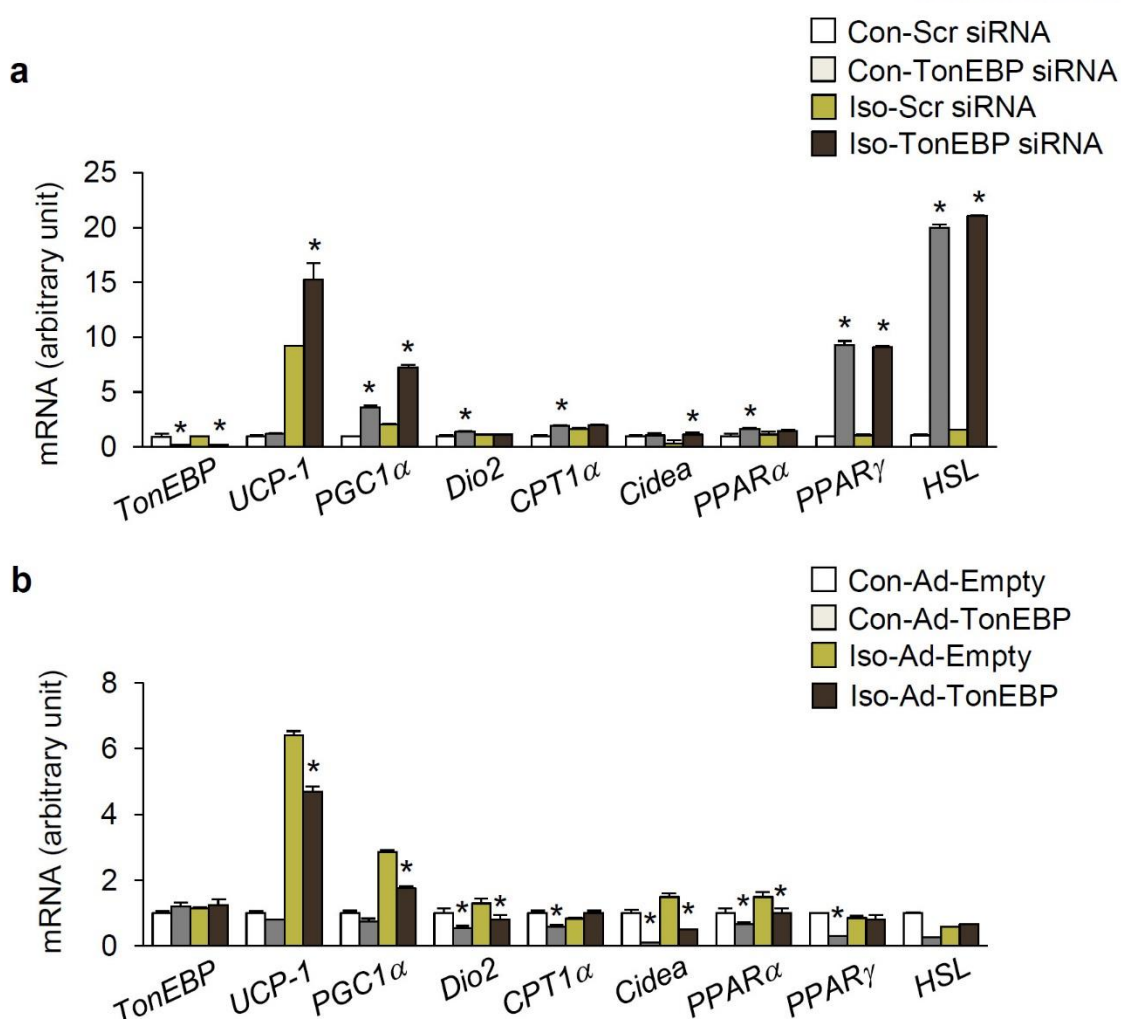 a
Con-Scr siRNA
Con-TonEBP siRNA
Iso-Scr siRNA
Iso-TonEBP siRNA
mRNA (arbitrary unit)
25
20
15
10
5
0
* * * * * * * * * * * * *
TonEBP UCP-1 PGC1α Dio2 CPT1α Cidea PPARα PPARγ HSL
b
Con-Ad-Empty
Con-Ad-TonEBP
Iso-Ad-Empty
Iso-Ad-TonEBP
mRNA (arbitrary unit)
8
6
4
2
0
* * * * * * * * * *
TonEBP UCP-1 PGC1α Dio2 CPT1α Cidea PPARα PPARγ HSL